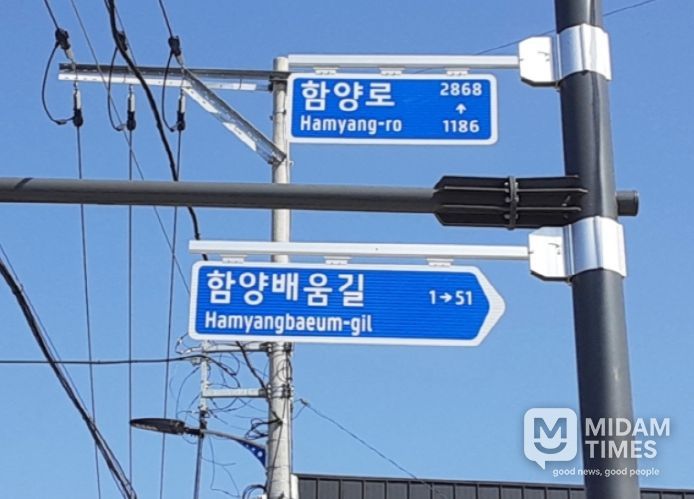 함양로 2868
↑
Hamyang-ro 1186
함양배움길 1→51
Hamyangbaeum-gil
MIDAM
TIMES
good news, good people